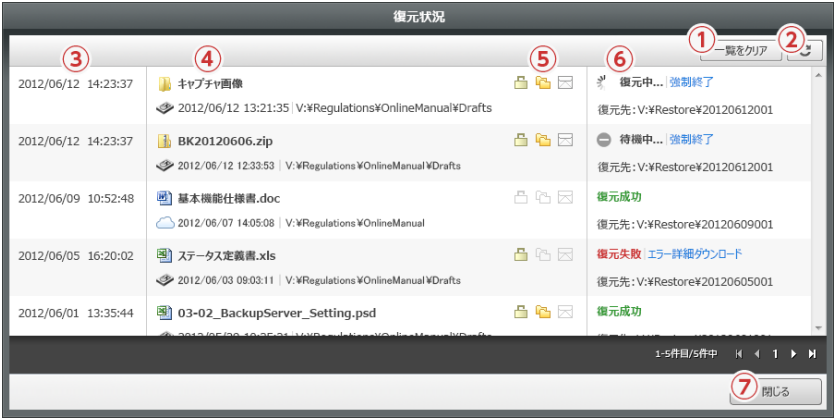 復元状況
① 一覧をクリア ②
③ ④ ⑤ ⑥
2012/06/12 14:23:37 キャプチャ画像 復元中... 強制終了
2012/06/12 13:21:35 V:¥Regulations¥OnlineManual¥Drafts 復元先:V:¥Restore¥20120612001
2012/06/12 14:23:37 BK20120606.zip 待機中... 強制終了
2012/06/12 12:33:53 V:¥Regulations¥OnlineManual¥Drafts 復元先:V:¥Restore¥20120612001
2012/06/09 10:52:48 基本機能仕様書.doc 復元成功
2012/06/07 14:05:08 V:¥Regulations¥OnlineManual 復元先:V:¥Restore¥20120609001
2012/06/05 16:20:02 ステータス定義書.xls 復元失敗 エラー詳細ダウンロード
2012/06/03 09:03:11 V:¥Regulations¥OnlineManual¥Drafts 復元先:V:¥Restore¥20120605001
2012/06/01 13:35:44 03-02_BackupServer_Setting.psd 復元成功
1-5件目/5件中 1
⑦ 閉じる